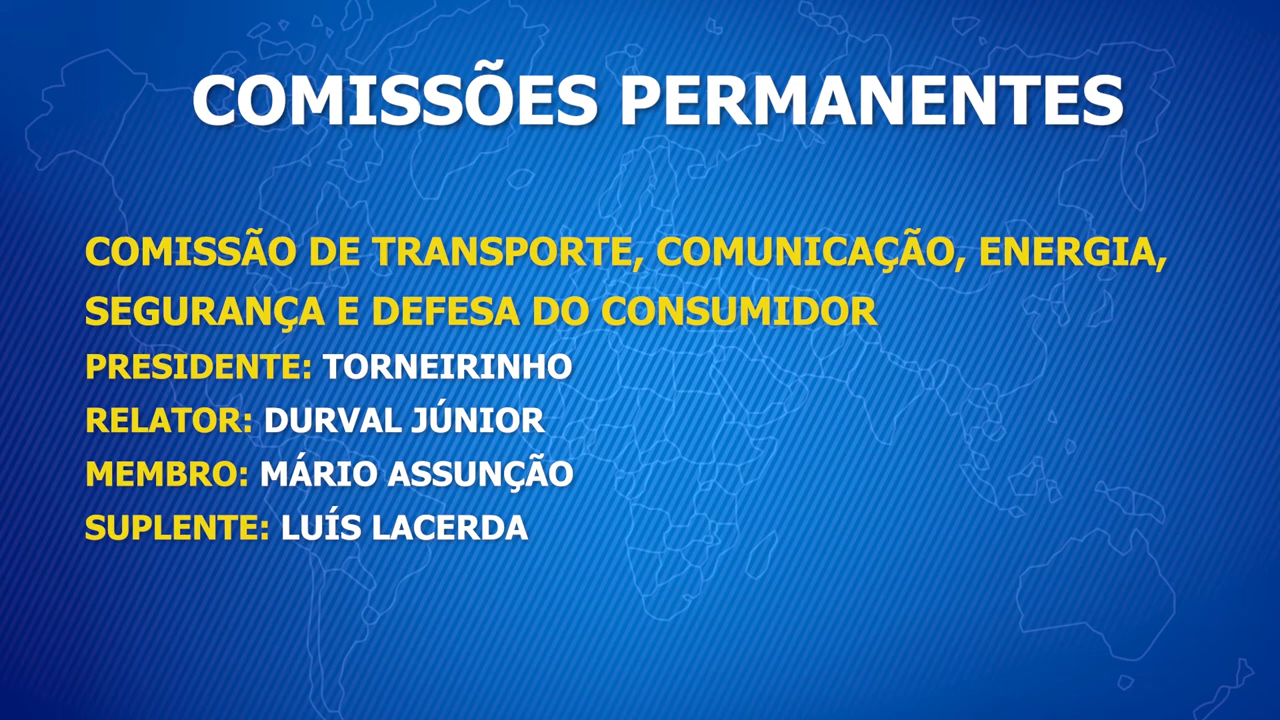 COMISSÕES PERMANENTES
COMISSÃO DE TRANSPORTE, COMUNICAÇÃO, ENERGIA,
SEGURANÇA E DEFESA DO CONSUMIDOR
PRESIDENTE: TORNEIRINHO
RELATOR: DURVAL JÚNIOR
MEMBRO: MÁRIO ASSUNÇÃO
SUPLENTE: LUÍS LACERDA